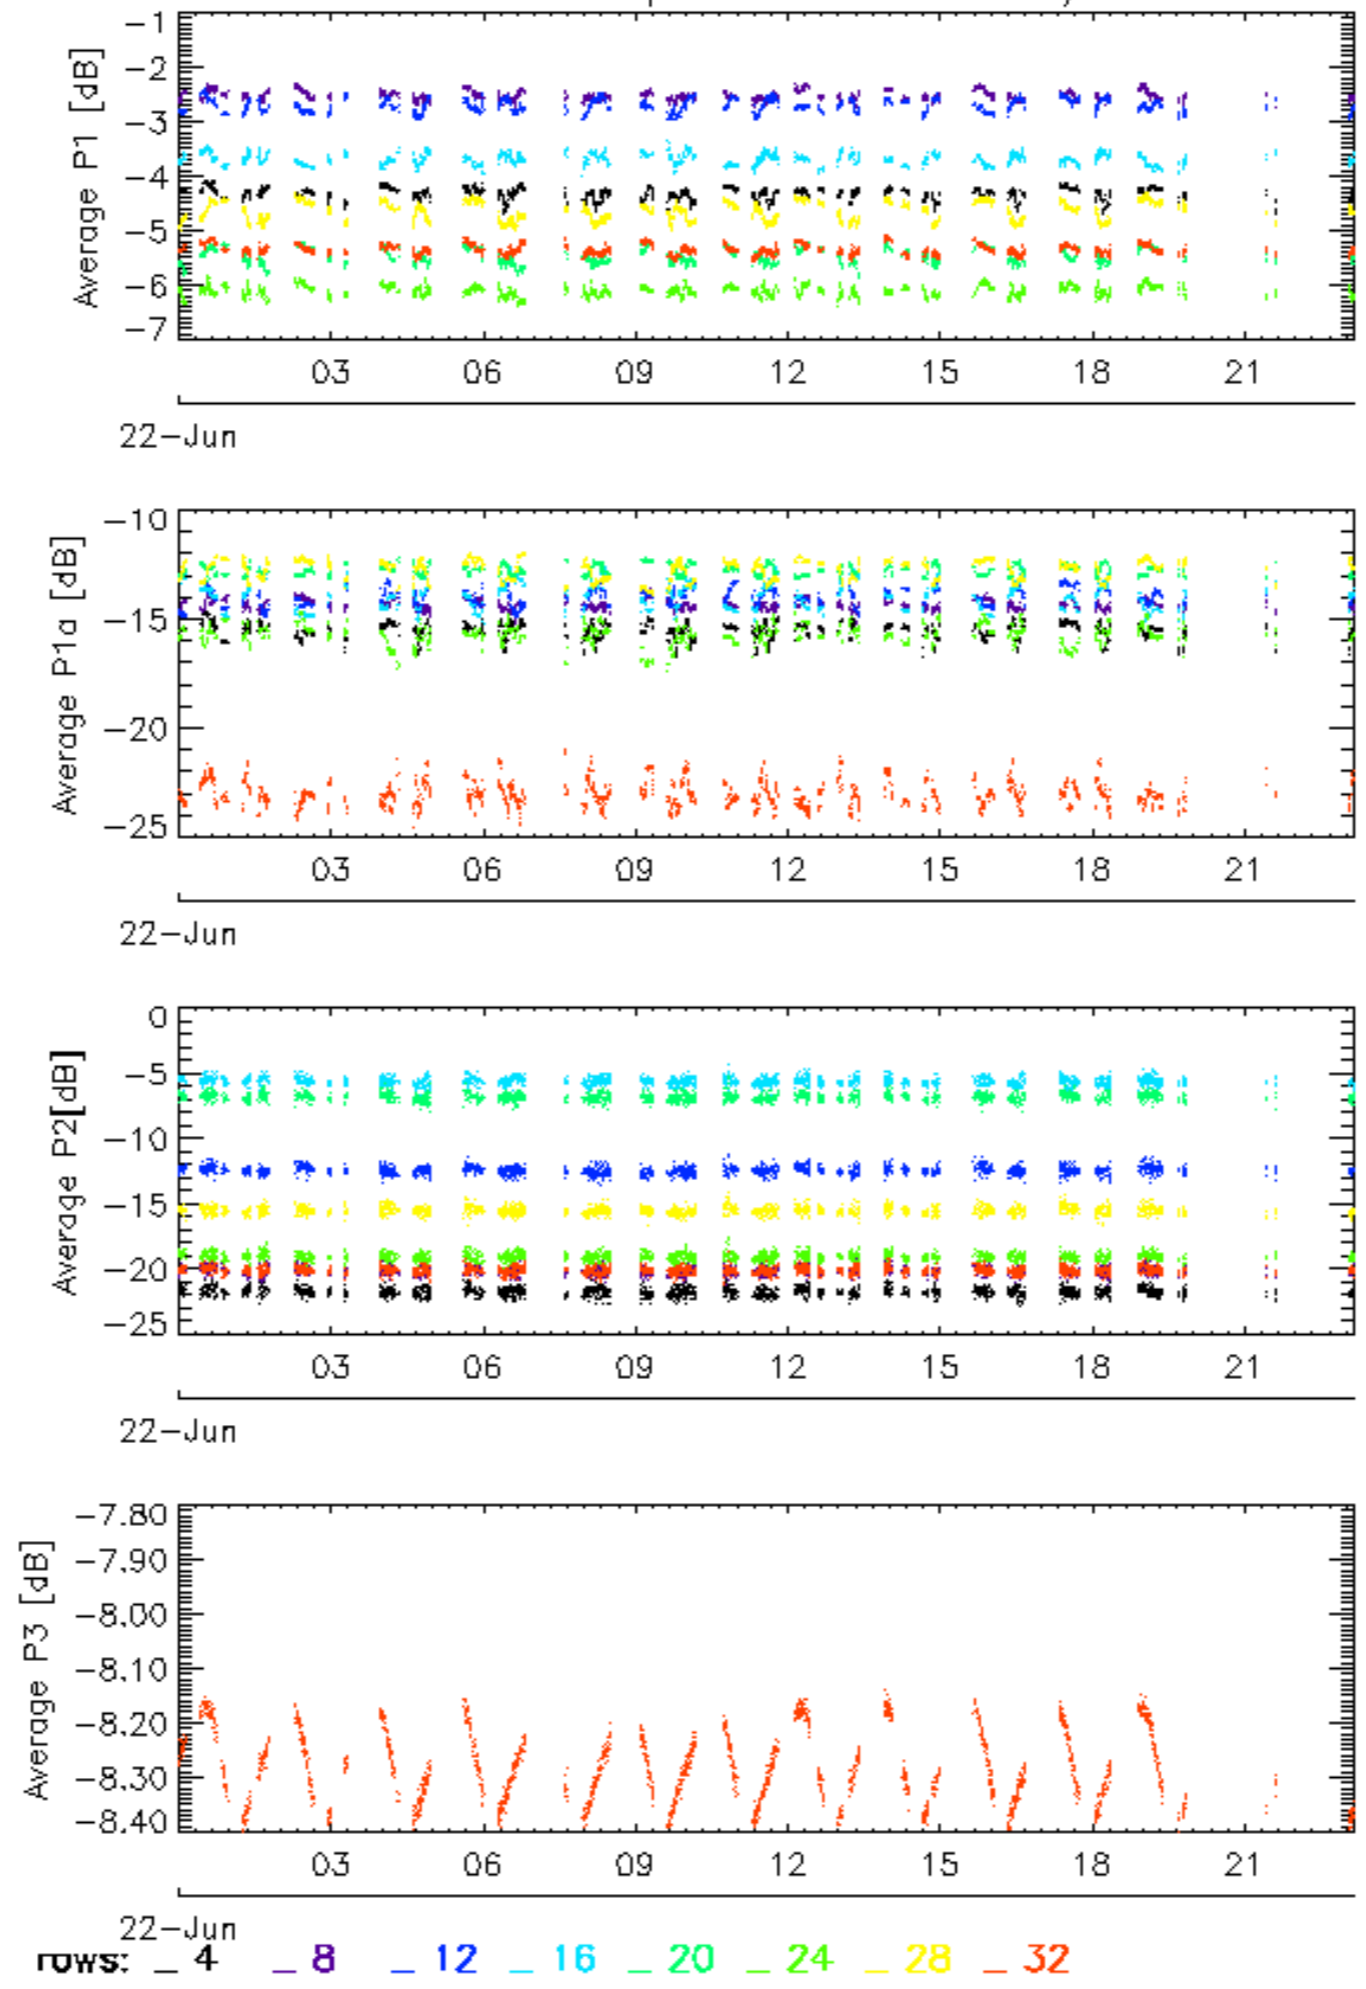 Average P1 [dB]
-1
-2
-3
-4
-5
-6
-7
03 06 09 12 15 18 21
22-Jun
Average P1a [dB]
-10
-15
-20
-25
03 06 09 12 15 18 21
22-Jun
Average P2[dB]
0
-5
-10
-15
-20
-25
03 06 09 12 15 18 21
22-Jun
Average P3 [dB]
-7.80
-7.90
-8.00
-8.10
-8.20
-8.30
-8.40
03 06 09 12 15 18 21
22-Jun
rows: _ 4 _ 8 _ 12 _ 16 _ 20 _ 24 _ 28 _ 32